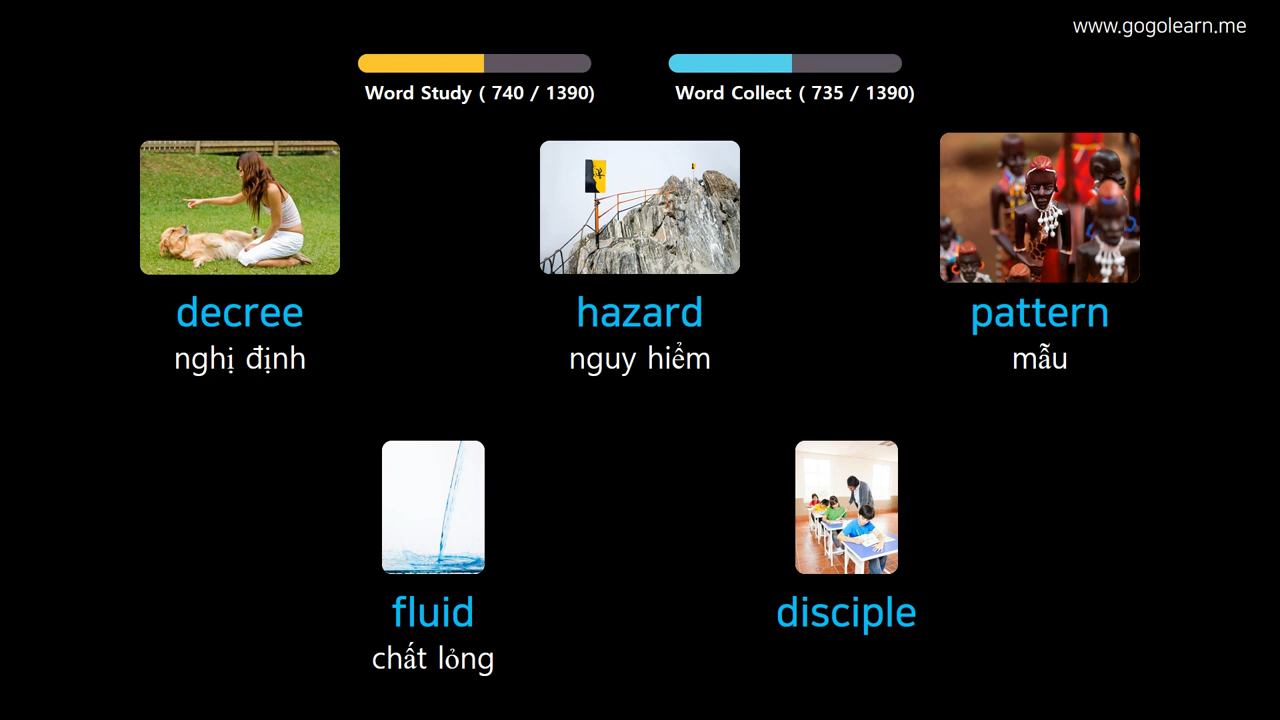 www.gogolearn.me
Word Study ( 740 / 1390)
Word Collect ( 735 / 1390)
decree
nghị định
hazard
nguy hiểm
pattern
mẫu
fluid
chất lỏng
disciple